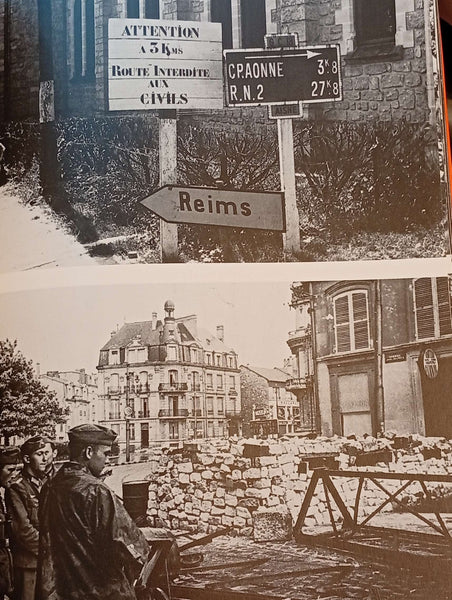 ATTENTION
A 3 KMS
ROUTE INTERDITE
AUX
CIVILS
CRAONNE 3K8
R.N.2 27K8
Reims